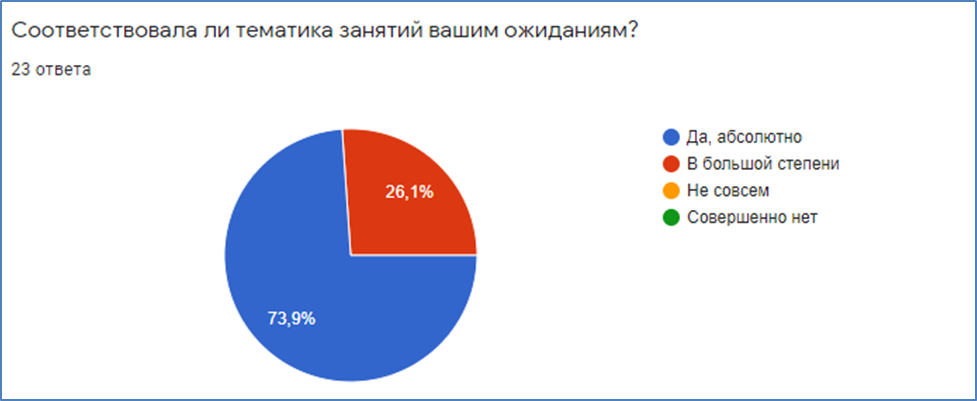 Соответствовала ли тематика занятий вашим ожиданиям?
23 ответа
Да, абсолютно
В большой степени
Не совсем
Совершенно нет
26,1%
73,9%